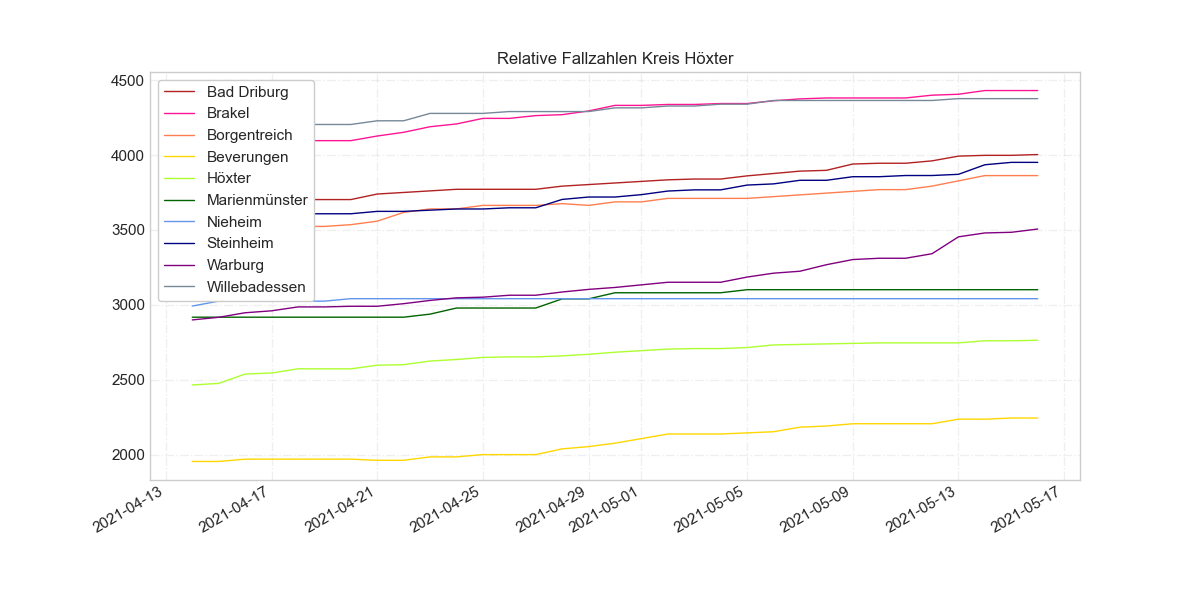 Relative Fallzahlen Kreis Höxter
4500
4000
3500
3000
2500
2000
Bad Driburg
Brakel
Borgentreich
Beverungen
Höxter
Marienmünster
Nieheim
Steinheim
Warburg
Willebadessen
2021-04-13
2021-04-17
2021-04-21
2021-04-25
2021-04-29
2021-05-01
2021-05-05
2021-05-09
2021-05-13
2021-05-17